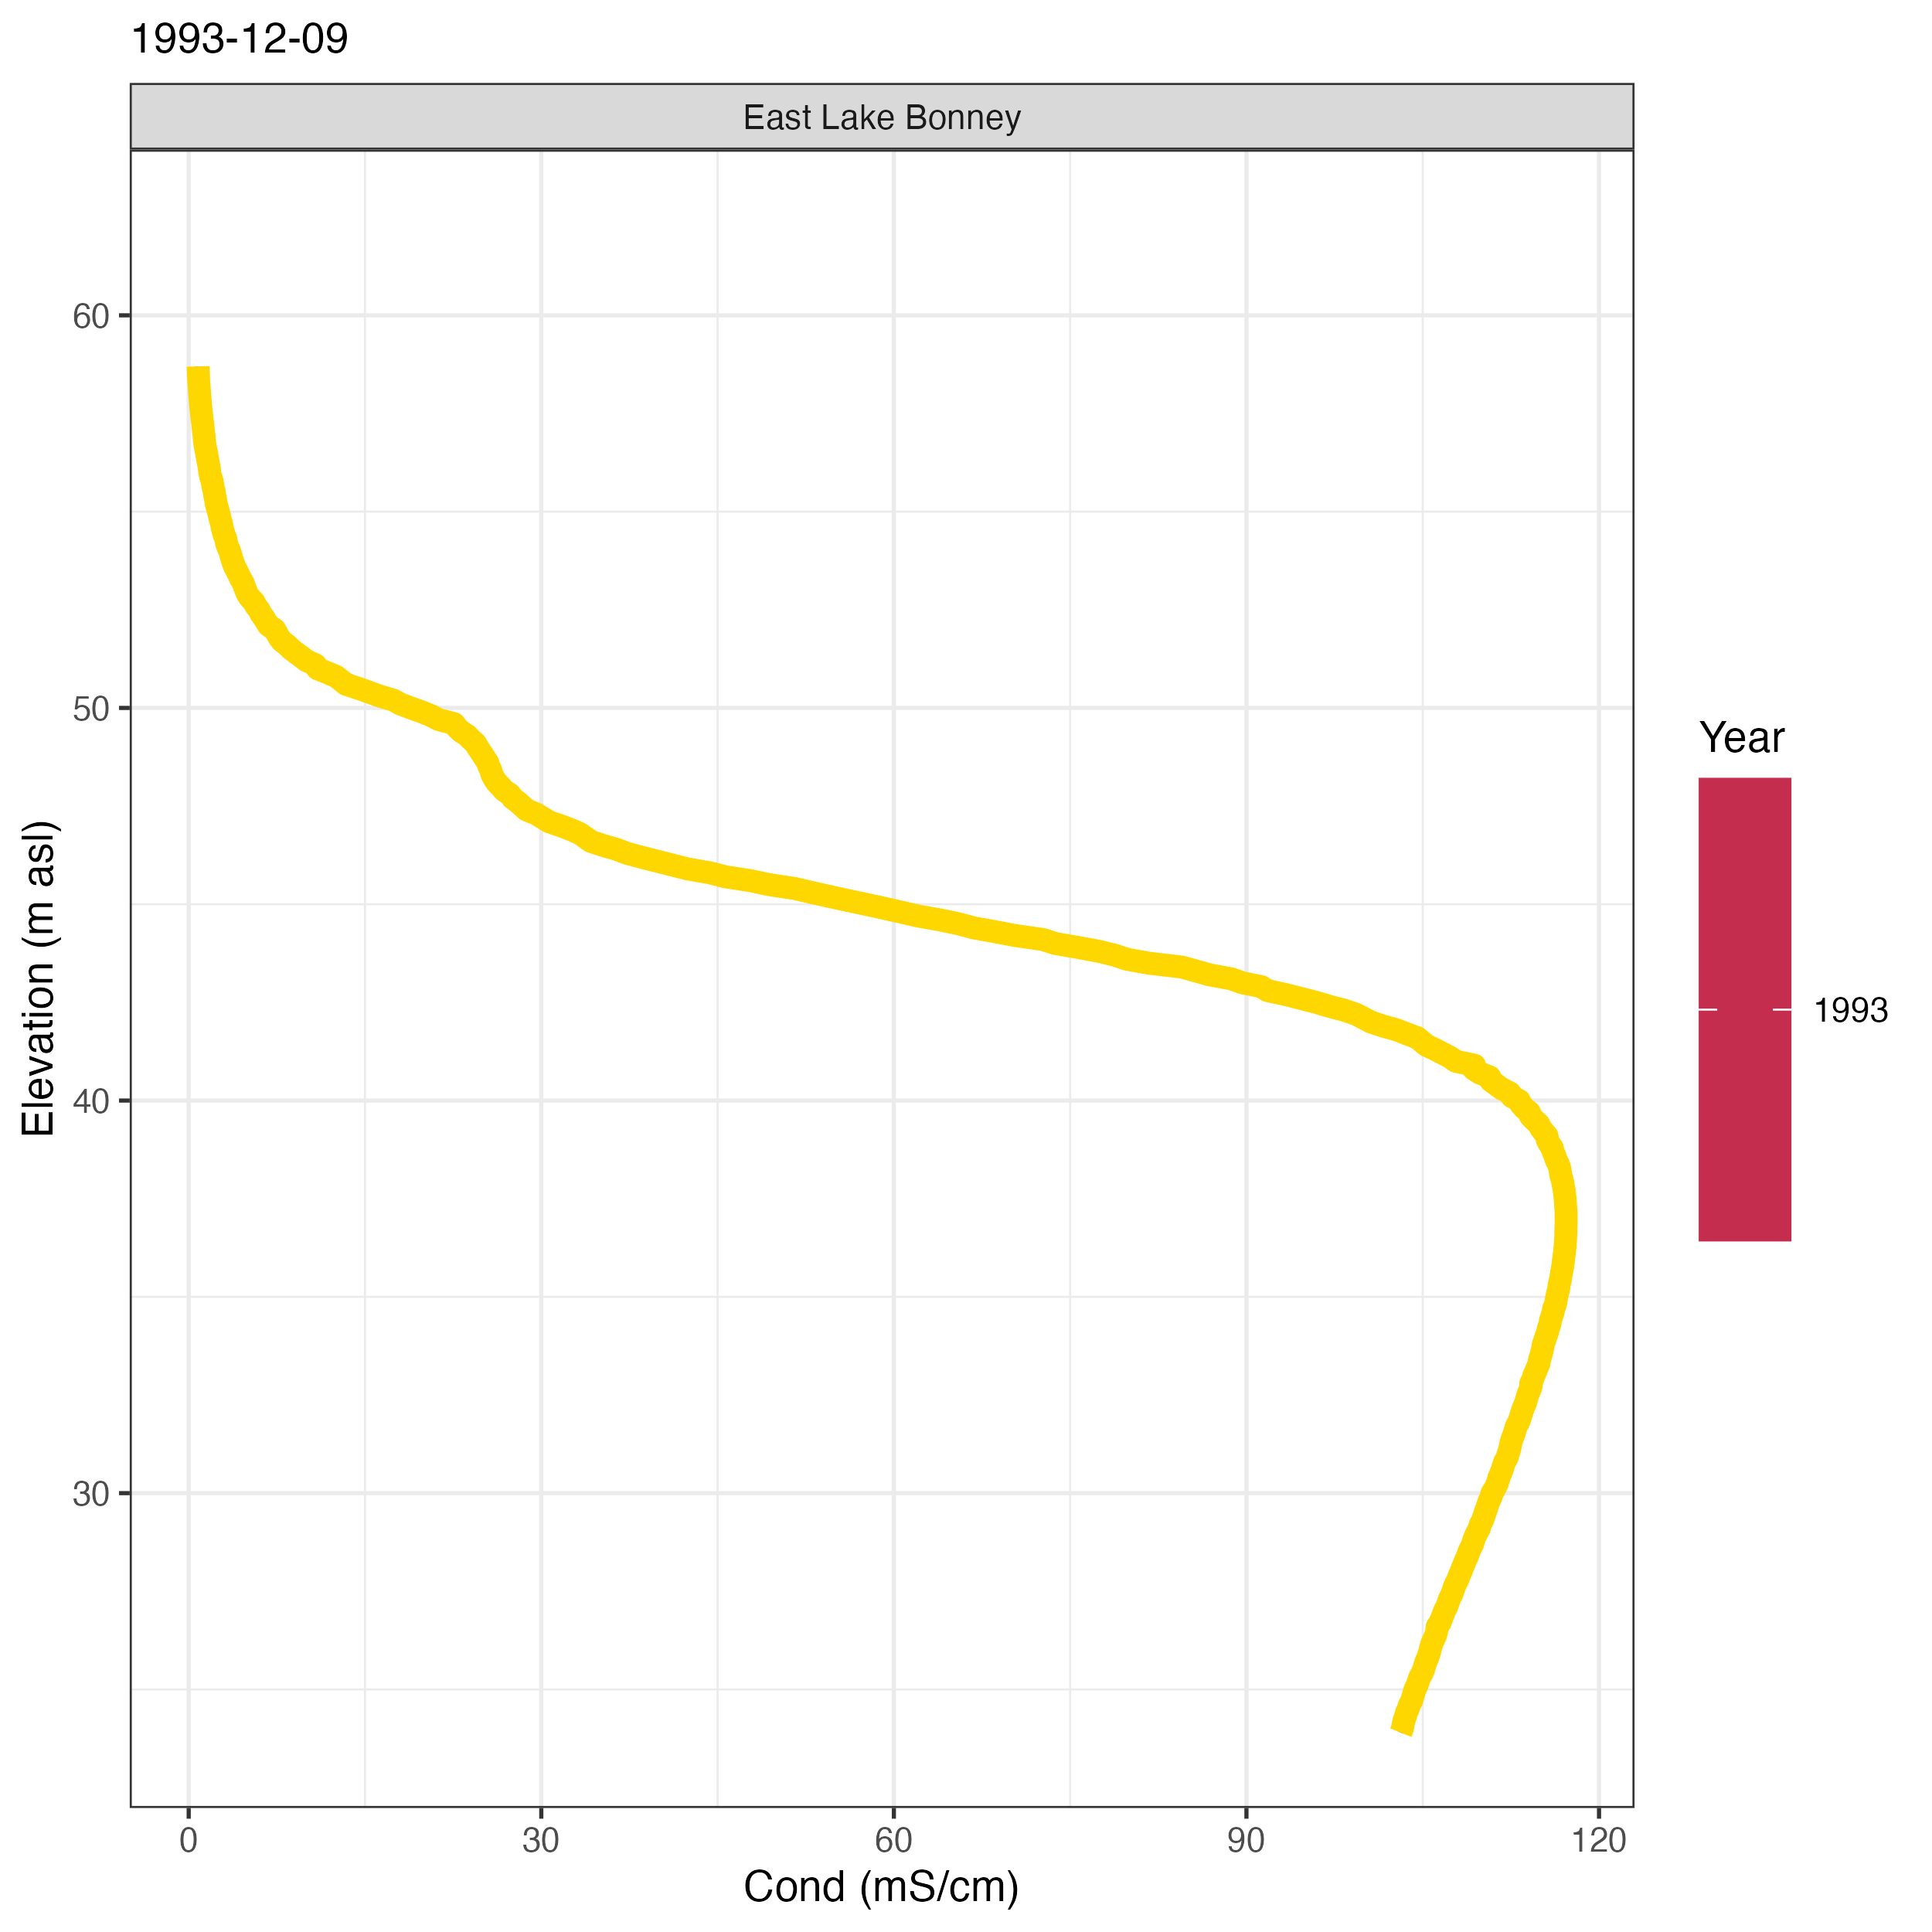 1993-12-09
East Lake Bonney
60
50
40
30
Elevation (m asl)
0 30 60 90 120
Cond (mS/cm)
Year
1993